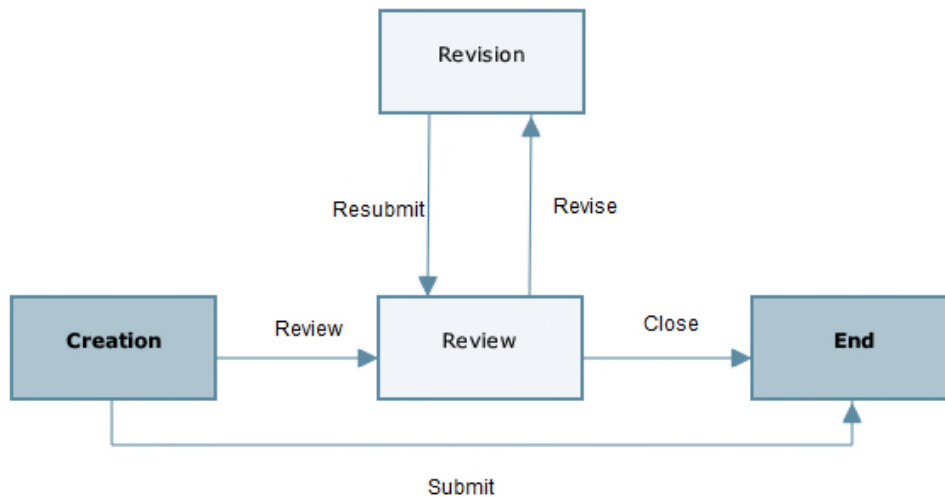 Revision
Resubmit
Revise
Creation
Review
Review
Close
End
Submit